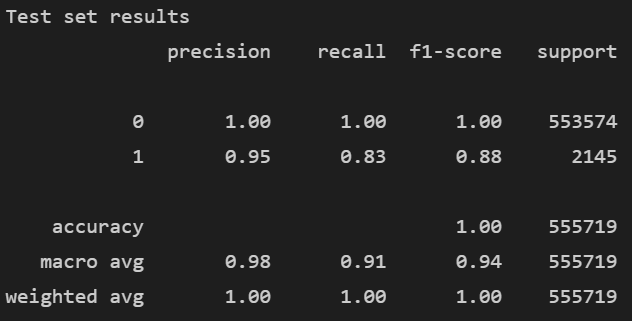 Test set results
precision recall f1-score support
0 1.00 1.00 1.00 553574
1 0.95 0.83 0.88 2145
accuracy 1.00 555719
macro avg 0.98 0.91 0.94 555719
weighted avg 1.00 1.00 1.00 555719